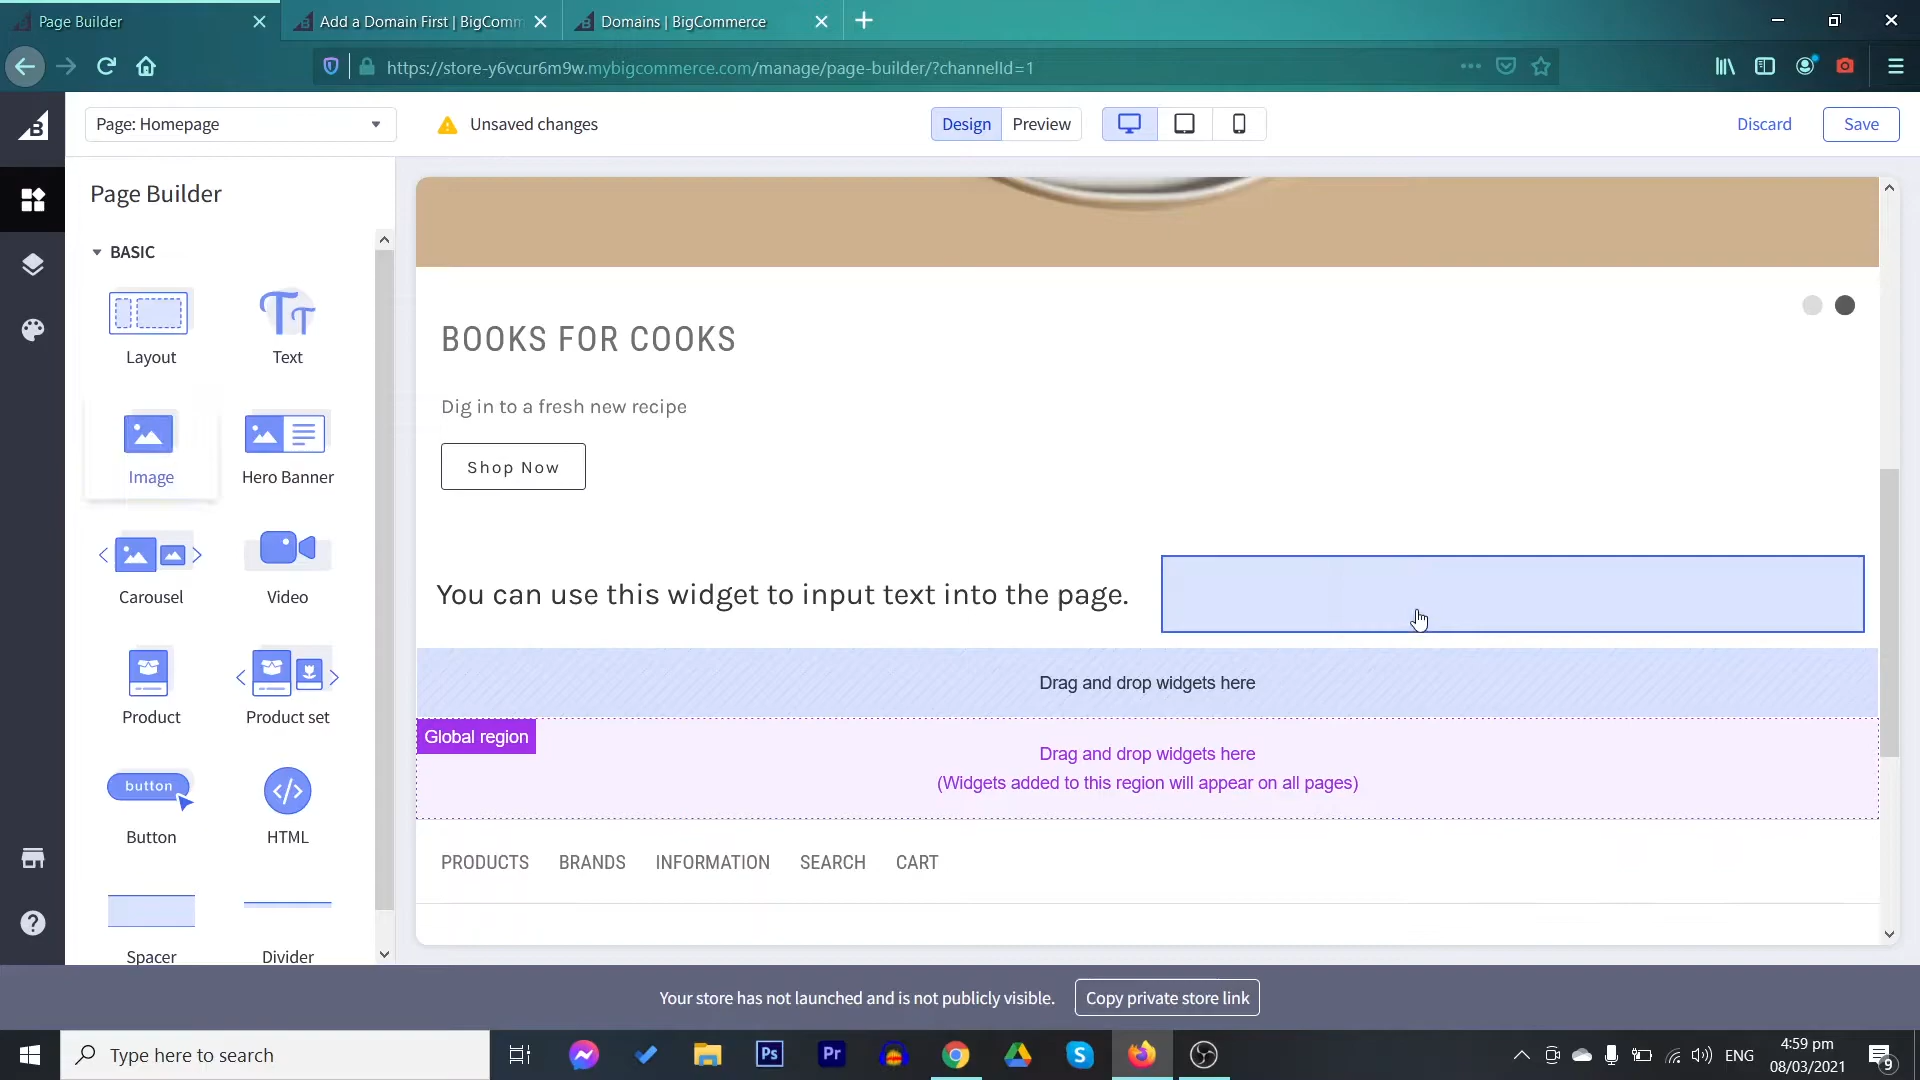 Page Builder
Add a Domain First | BigComm
Domains | BigCommerce
https://store-y6vcur6m9w.mybigcommerce.com/manage/page-builder/?channelId=1
Page: Homepage
Unsaved changes
Design
Preview
Discard
Save
Page Builder
BASIC
Layout
Text
Image
Hero Banner
Carousel
Video
Product
Product set
button
Button
HTML
Spacer
Divider
BOOKS FOR COOKS
Dig in to a fresh new recipe
Shop Now
You can use this widget to input text into the page.
Drag and drop widgets here
Global region
Drag and drop widgets here
(Widgets added to this region will appear on all pages)
PRODUCTS BRANDS INFORMATION SEARCH CART
Your store has not launched and is not publicly visible.
Copy private store link
Type here to search
Ps
Pr
ENG
4:59 pm
08/03/2021
9